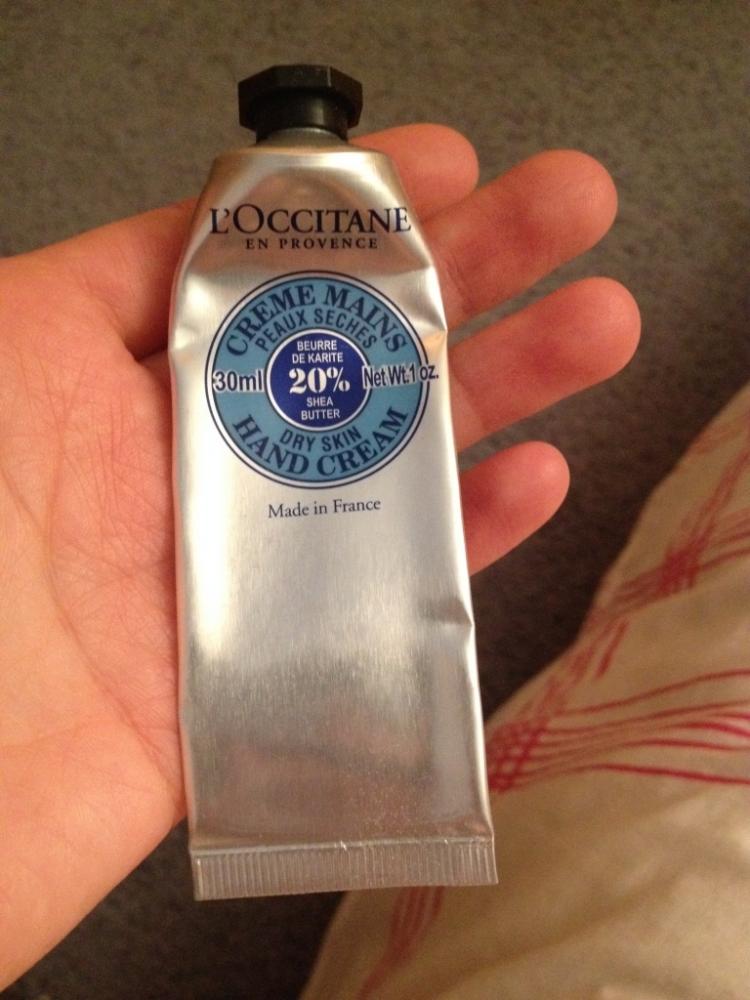 L'OCCITANE
EN PROVENCE
CREME MAINS
PEAUX SECHES
BEURRE
DE KARITE
30ml 20% Net Wt.1 oz.
SHEA
BUTTER
DRY SKIN
HAND CREAM
Made in France